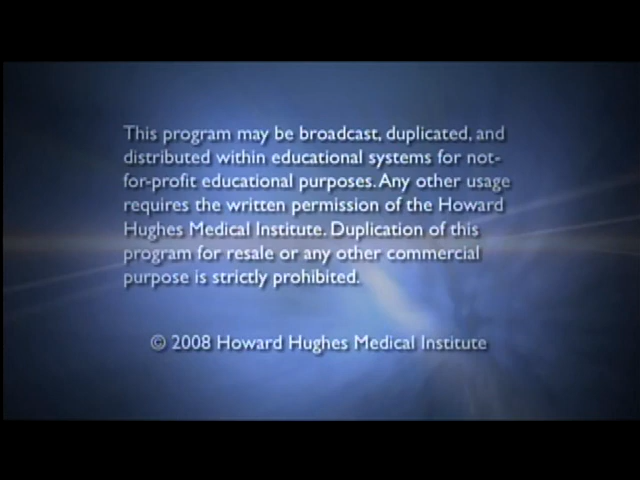 This program may be broadcast, duplicated, and
distributed within educational systems for not-
for-profit educational purposes. Any other usage
requires the written permission of the Howard
Hughes Medical Institute. Duplication of this
program for resale or any other commercial
purpose is strictly prohibited.
© 2008 Howard Hughes Medical Institute